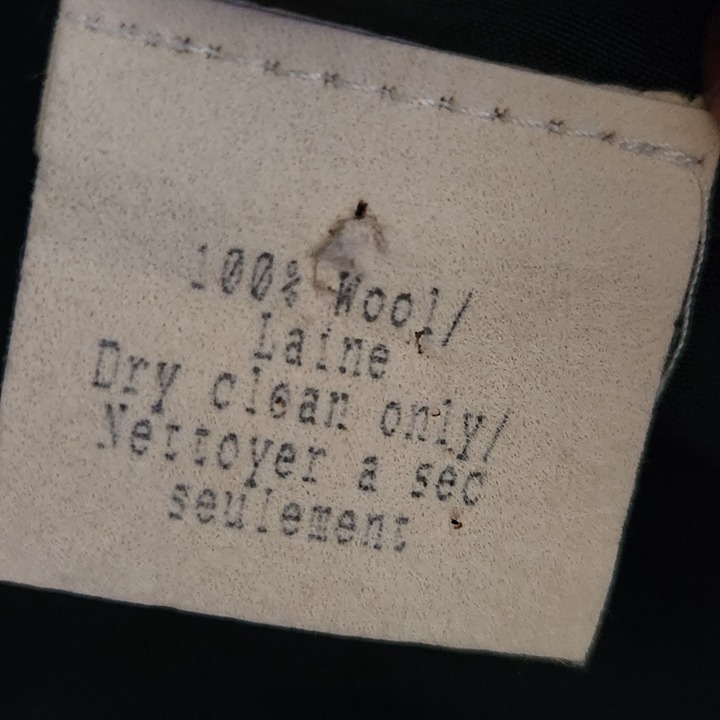 100% Wool/
Laine
Dry clean only/
Nettoyer a sec
seulement